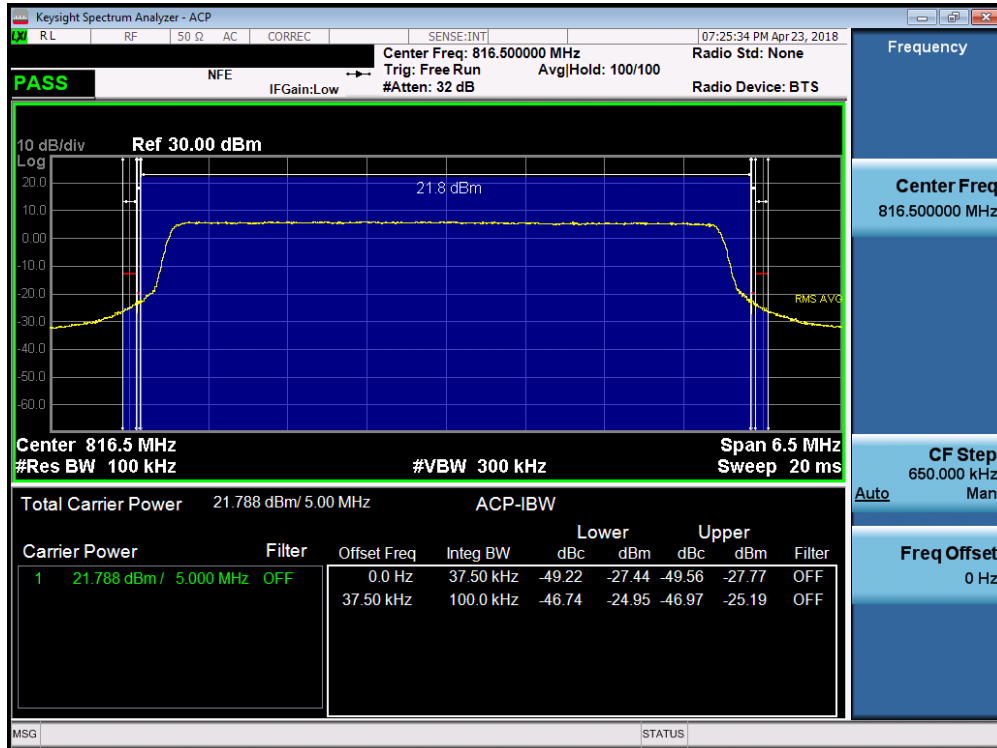 Keysight Spectrum Analyzer - ACP
LXI RL RF 50 Ω AC CORREC SENSE:INT 07:25:34 PM Apr 23, 2018
Center Freq: 816.500000 MHz Radio Std: None
NFE Trig: Free Run Avg|Hold: 100/100
PASS IFGain:Low #Atten: 32 dB Radio Device: BTS
10 dB/div Ref 30.00 dBm
Log
20.0
10.0
0.00
-10.0
-20.0
-30.0
-40.0
-50.0
-60.0
21.8 dBm
RMS AVG
Center 816.5 MHz Span 6.5 MHz
#Res BW 100 kHz #VBW 300 kHz Sweep 20 ms
Total Carrier Power 21.788 dBm/ 5.00 MHz ACP-IBW
Lower Upper
Carrier Power Filter Offset Freq Integ BW dBc dBm dBc dBm Filter
1 21.788 dBm / 5.000 MHz OFF 0.0 Hz 37.50 kHz -49.22 -27.44 -49.56 -27.77 OFF
37.50 kHz 100.0 kHz -46.74 -24.95 -46.97 -25.19 OFF
MSG STATUS
Frequency
Center Freq
816.500000 MHz
CF Step
650.000 kHz
Auto Man
Freq Offset
0 Hz